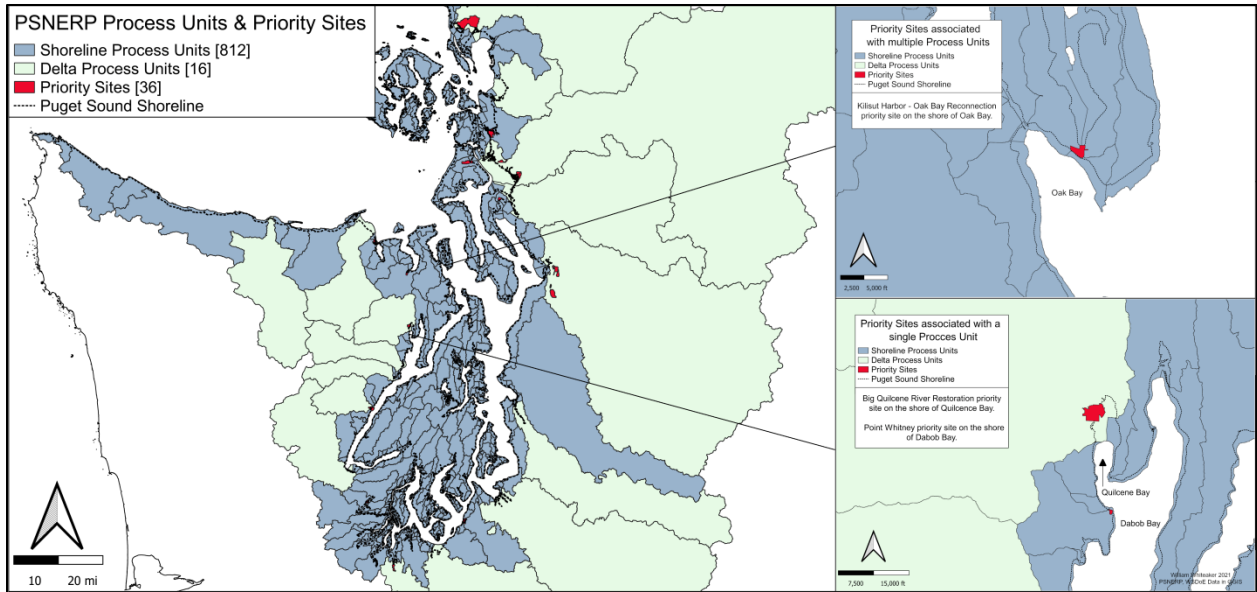 PSNERP Process Units & Priority Sites
Shoreline Process Units [812]
Delta Process Units [16]
Priority Sites [36]
Puget Sound Shoreline
10 20 mi
Priority Sites associated
with multiple Process Units
Shoreline Process Units
Delta Process Units
Priority Sites
Puget Sound Shoreline
Kilisut Harbor - Oak Bay Reconnection
priority site on the shore of Oak Bay.
Oak Bay
2,500 5,000 ft
Priority Sites associated with a
single Procces Unit
Shoreline Process Units
Delta Process Units
Priority Sites
Puget Sound Shoreline
Big Quilcene River Restoration priority
site on the shore of Quilcence Bay.
Point Whitney priority site on the shore
of Dabob Bay.
Quilcene Bay
Dabob Bay
7,500 15,000 ft
William Whiteaker 2021